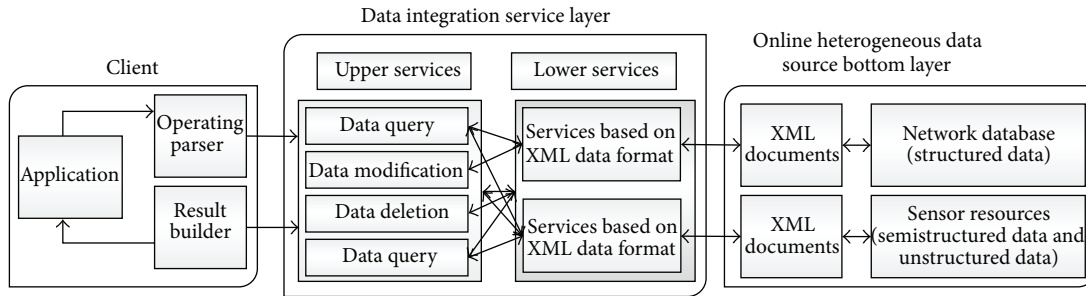 Data integration service layer
Client
Online heterogeneous data
source bottom layer
Upper services
Lower services
Application
Operating
parser
Result
builder
Data query
Data modification
Data deletion
Data query
Services based on
XML data format
Services based on
XML data format
XML
documents
XML
documents
Network database
(structured data)
Sensor resources
(semistructured data and
unstructured data)